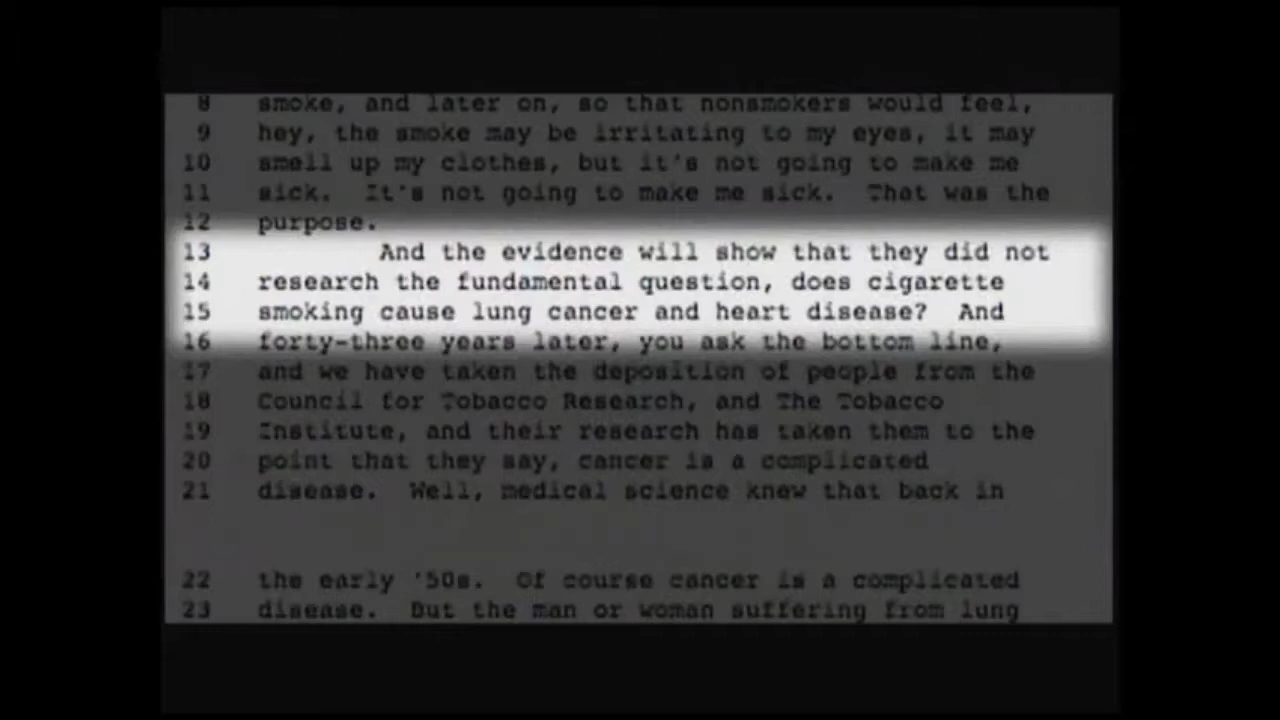 8 smoke, and later on, so that nonsmokers would feel,
9 hey, the smoke may be irritating to my eyes, it may
10 smell up my clothes, but it's not going to make me
11 sick. It's not going to make me sick. That was the
12 purpose.
13 And the evidence will show that they did not
14 research the fundamental question, does cigarette
15 smoking cause lung cancer and heart disease? And
16 forty-three years later, you ask the bottom line,
17 and we have taken the deposition of people from the
18 Council for Tobacco Research, and The Tobacco
19 Institute, and their research has taken them to the
20 point that they say, cancer is a complicated
21 disease. Well, medical science knew that back in
22 the early '50s. Of course cancer is a complicated
23 disease. But the man or woman suffering from lung